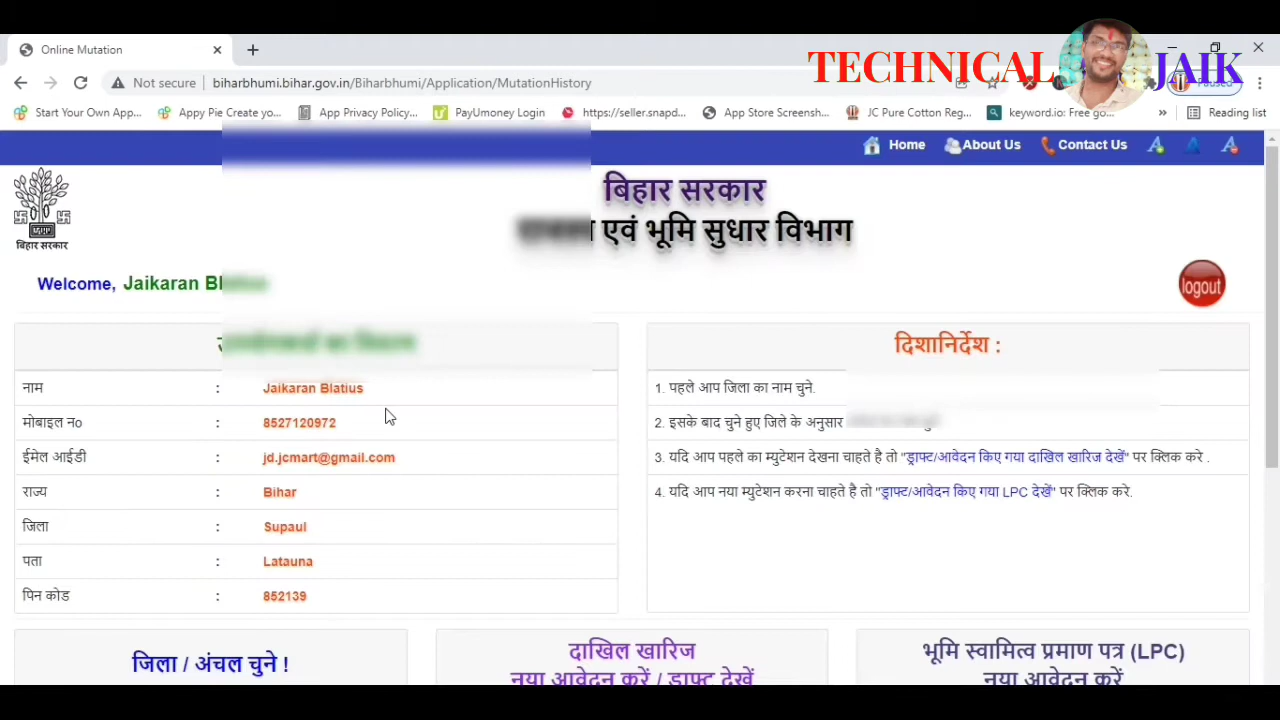 Online Mutation
TECHNICAL JAIK
Not secure | biharbhumi.bihar.gov.in/Biharbhumi/Application/MutationHistory
Start Your Own App... Appy Pie Create yo... App Privacy Policy... PayUmoney Login https://seller.snapd... App Store Screensh... JC Pure Cotton Reg... keyword.io: Free go... » Reading list
Home About Us Contact Us A A A
बिहार सरकार
एवं भूमि सुधार विभाग
बिहार सरकार
Welcome, Jaikaran
logout
दिशानिर्देश :
नाम : Jaikaran Blatius
मोबाइल न० : 8527120972
ईमेल आईडी : jd.jcmart@gmail.com
राज्य : Bihar
जिला : Supaul
पता : Latauna
पिन कोड : 852139
1. पहले आप जिला का नाम चुने.
2. इसके बाद चुने हुए जिले के अनुसार
3. यदि आप पहले का म्युटेशन देखना चाहते है तो "ड्राफ्ट/आवेदन किए गया दाखिल खारिज देखें" पर क्लिक करे .
4. यदि आप नया म्युटेशन करना चाहते है तो "ड्राफ्ट/आवेदन किए गया LPC देखें" पर क्लिक करे.
जिला / अंचल चुने !
दाखिल खारिज
नया आवेदन करें / ड्राफ्ट देखें
भूमि स्वामित्व प्रमाण पत्र (LPC)
नया आवेदन करें